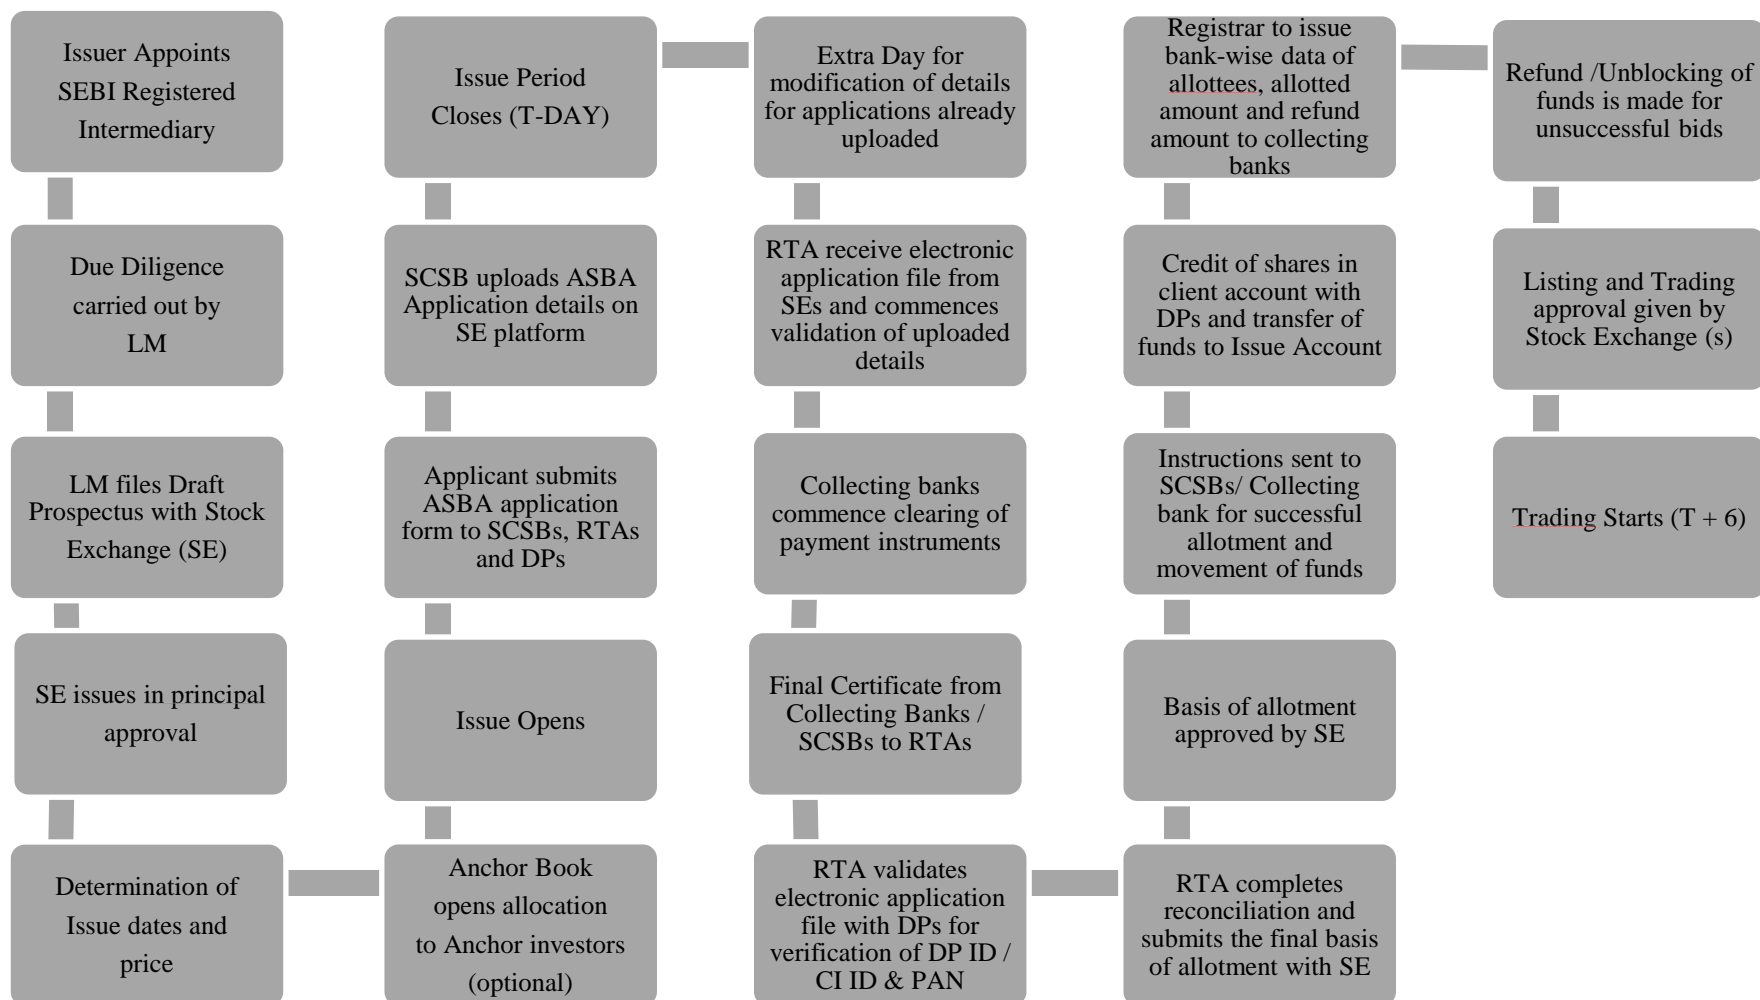 Issuer Appoints
SEBI Registered
Intermediary
Due Diligence
carried out by
LM
LM files Draft
Prospectus with Stock
Exchange (SE)
SE issues in principal
approval
Determination of
Issue dates and
price
Anchor Book
opens allocation
to Anchor investors
(optional)
Issue Opens
Applicant submits
ASBA application
form to SCSBs, RTAs
and DPs
SCSB uploads ASBA
Application details on
SE platform
Issue Period
Closes (T-DAY)
Extra Day for
modification of details
for applications already
uploaded
RTA receive electronic
application file from
SEs and commences
validation of uploaded
details
Collecting banks
commence clearing of
payment instruments
Final Certificate from
Collecting Banks /
SCSBs to RTAs
RTA validates
electronic application
file with DPs for
verification of DP ID /
CI ID & PAN
RTA completes
reconciliation and
submits the final basis
of allotment with SE
Basis of allotment
approved by SE
Instructions sent to
SCSBs/ Collecting
bank for successful
allotment and
movement of funds
Credit of shares in
client account with
DPs and transfer of
funds to Issue Account
Registrar to issue
bank-wise data of
allottees, allotted
amount and refund
amount to collecting
banks
Refund /Unblocking of
funds is made for
unsuccessful bids
Listing and Trading
approval given by
Stock Exchange (s)
Trading Starts (T + 6)